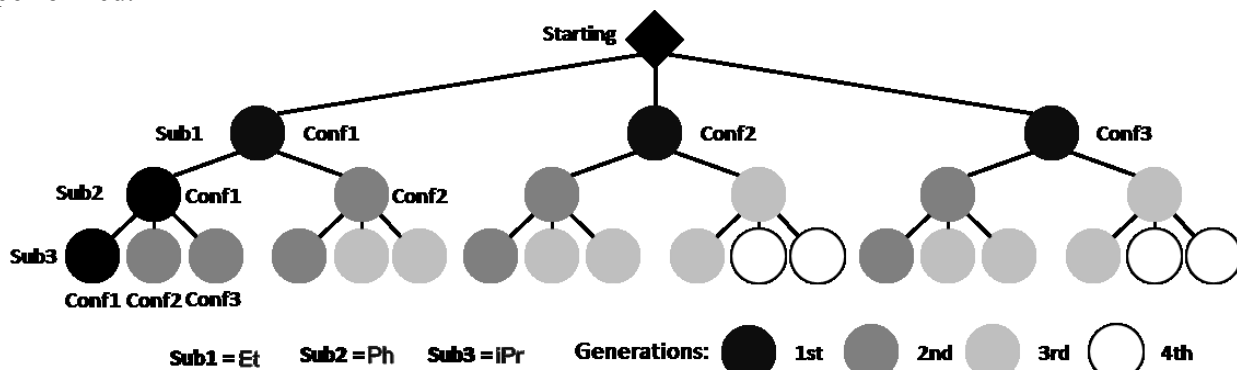 Starting
Sub1 Conf1 Conf2 Conf3
Sub2 Conf1 Conf2
Sub3
Conf1 Conf2 Conf3
Sub1 = Et Sub2 = Ph Sub3 = iPr Generations: 1st 2nd 3rd 4th